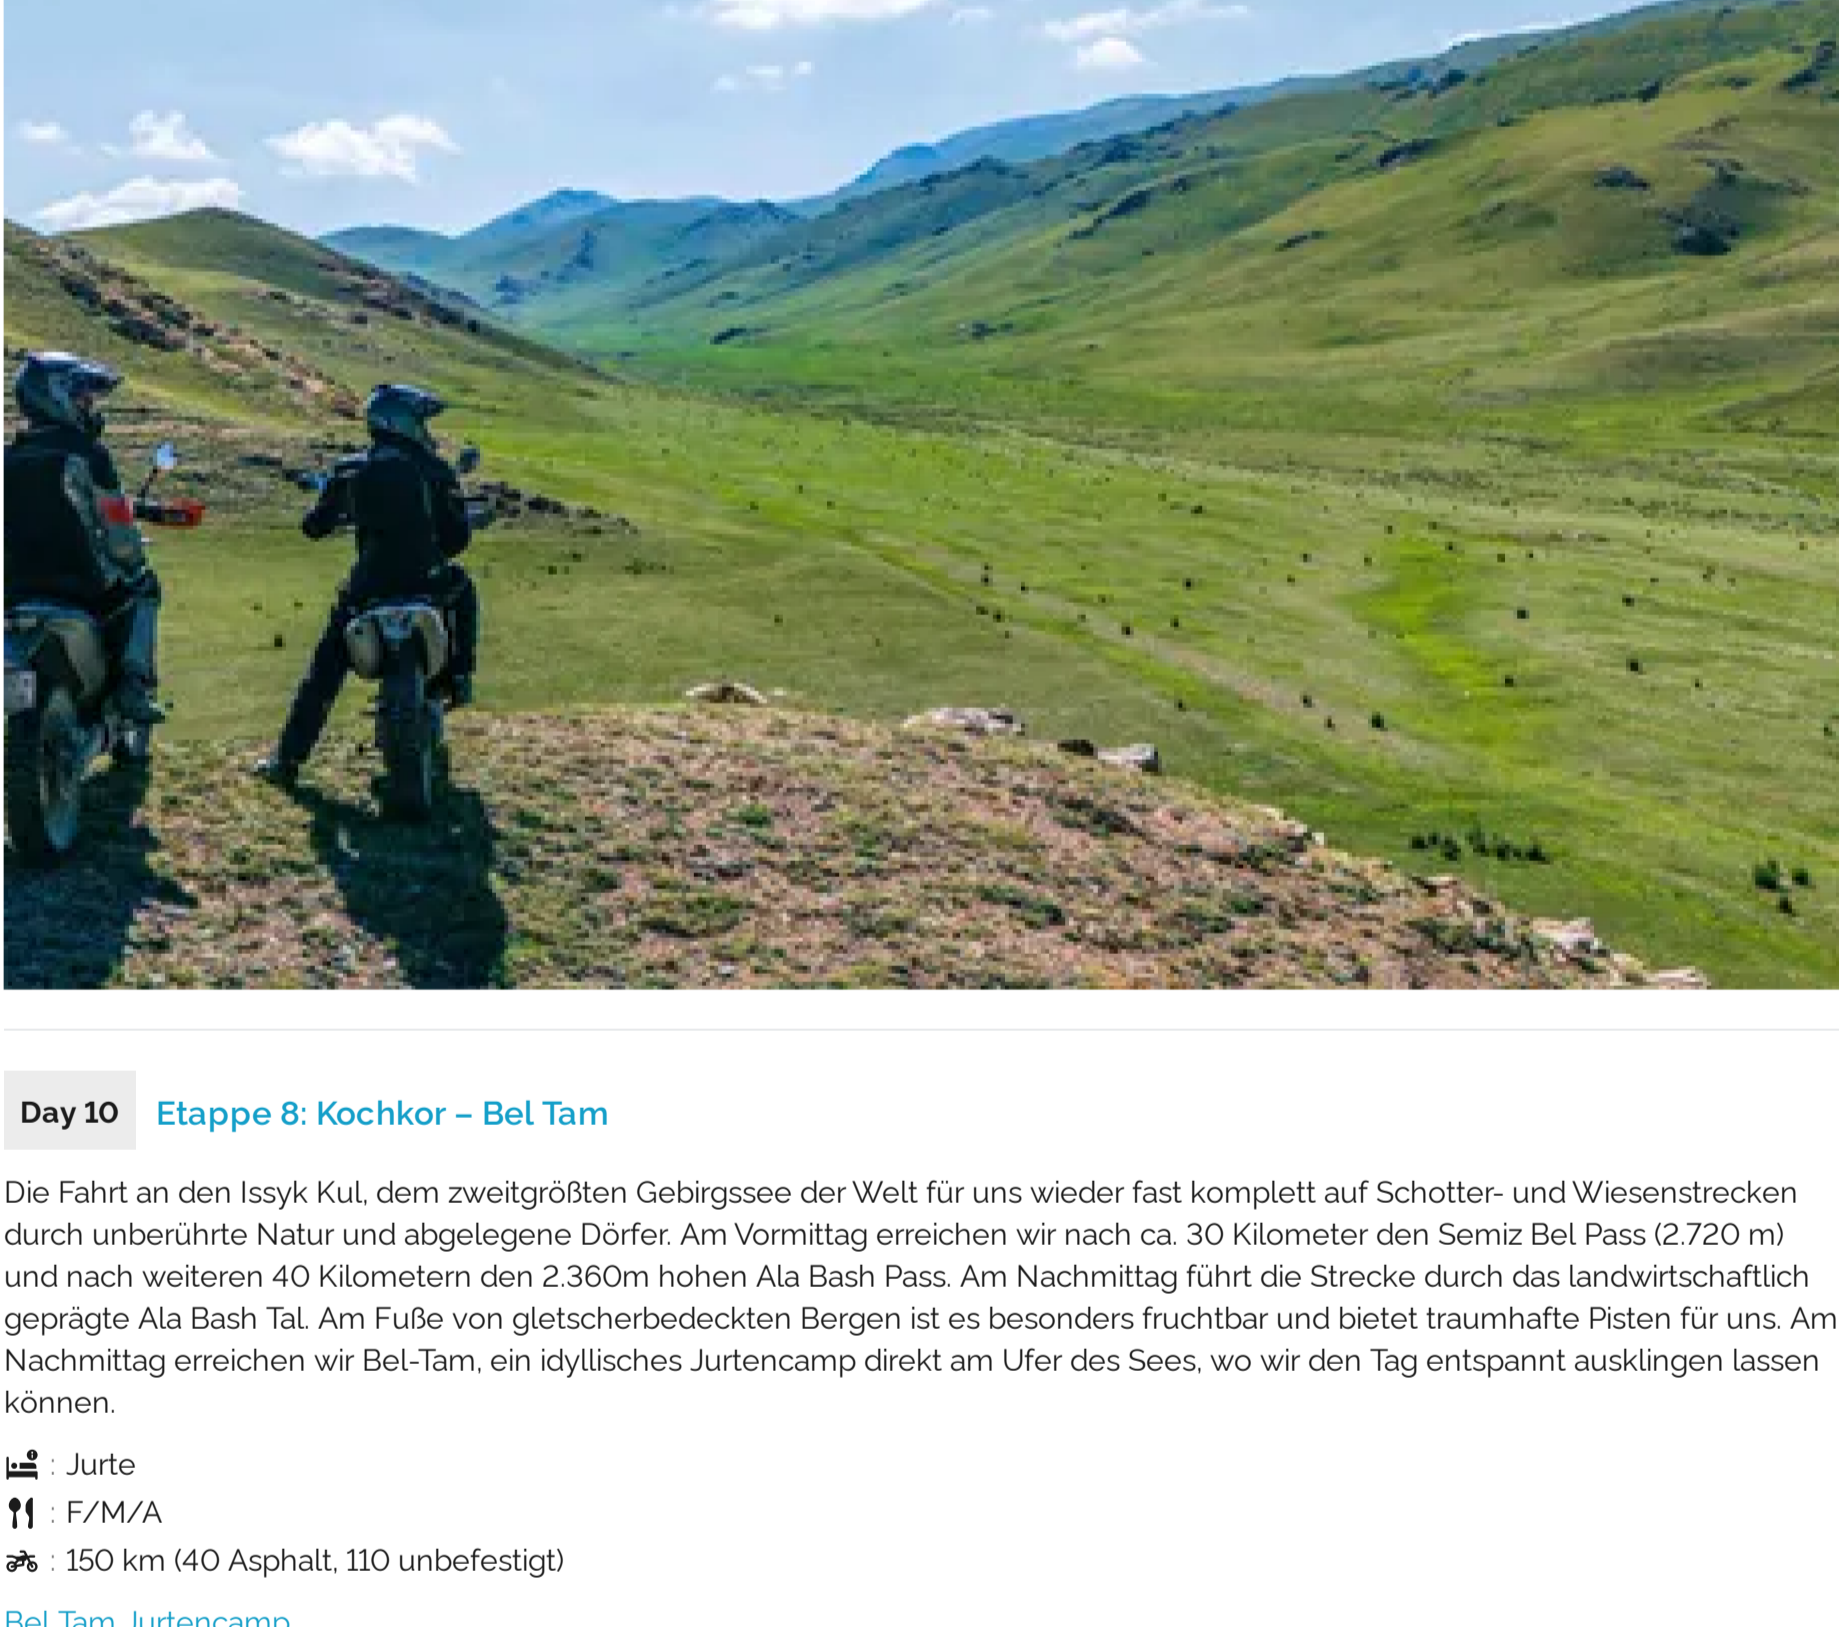 Day 10
Etappe 8: Kochkor – Bel Tam
Die Fahrt an den Issyk Kul, dem zweitgrößten Gebirgssee der Welt für uns wieder fast komplett auf Schotter- und Wiesenstrecken
durch unberührte Natur und abgelegene Dörfer. Am Vormittag erreichen wir nach ca. 30 Kilometer den Semiz Bel Pass (2.720 m)
und nach weiteren 40 Kilometern den 2.360m hohen Ala Bash Pass. Am Nachmittag führt die Strecke durch das landwirtschaftlich
geprägte Ala Bash Tal. Am Fuße von gletscherbedeckten Bergen ist es besonders fruchtbar und bietet traumhafte Pisten für uns. Am
Nachmittag erreichen wir Bel-Tam, ein idyllisches Jurtencamp direkt am Ufer des Sees, wo wir den Tag entspannt ausklingen lassen
können.
: Jurte
: F/M/A
: 150 km (40 Asphalt, 110 unbefestigt)
Bel Tam Jurtencamp